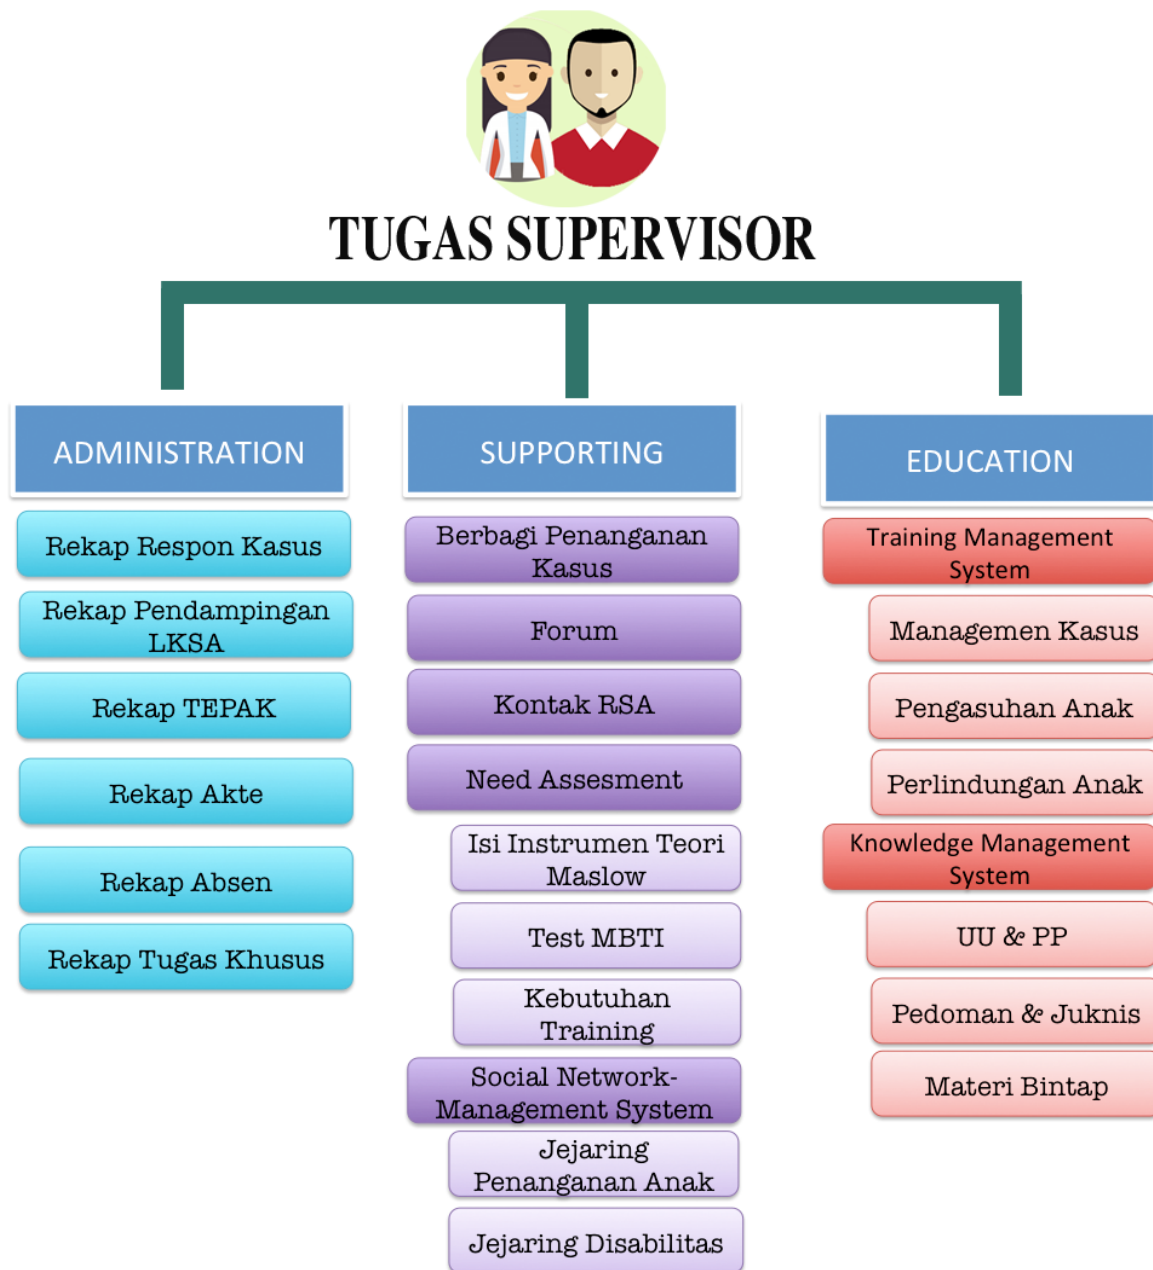 TUGAS SUPERVISOR
ADMINISTRATION
Rekap Respon Kasus
Rekap Pendampingan
LKSA
Rekap TEPAK
Rekap Akte
Rekap Absen
Rekap Tugas Khusus
SUPPORTING
Berbagi Penanganan
Kasus
Forum
Kontak RSA
Need Assesment
Isi Instrumen Teori
Maslow
Test MBTI
Kebutuhan
Training
Social Network-
Management System
Jejaring
Penanganan Anak
Jejaring Disabilitas
EDUCATION
Training Management
System
Managemen Kasus
Pengasuhan Anak
Perlindungan Anak
Knowledge Management
System
UU & PP
Pedoman & Juknis
Materi Bintap